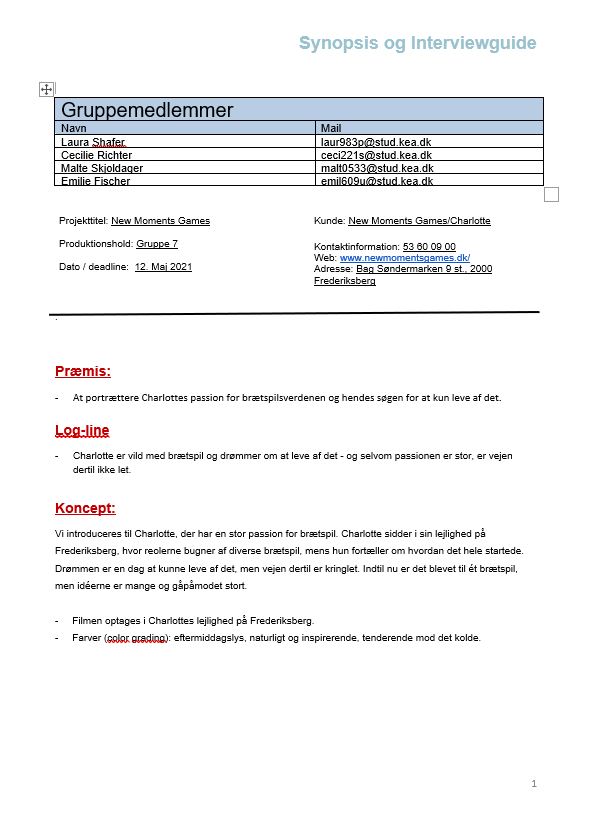 Synopsis og Interviewguide
Gruppemedlemmer
Navn Mail
Laura Shafer laur983p@stud.kea.dk
Cecilie Richter ceci221s@stud.kea.dk
Malte Skjoldager malt0533@stud.kea.dk
Emilie Fischer emil609u@stud.kea.dk
Projekttitel: New Moments Games
Produktionshold: Gruppe 7
Dato / deadline: 12. Maj 2021
Kunde: New Moments Games/Charlotte
Kontaktinformation: 53 60 09 00
Web: www.newmomentsgames.dk/
Adresse: Bag Søndermarken 9 st., 2000
Frederiksberg
Præmis:
- At portrættere Charlottes passion for brætspilsverdenen og hendes søgen for at kun leve af det.
Log-line
- Charlotte er vild med brætspil og drømmer om at leve af det - og selvom passionen er stor, er vejen
dertil ikke let.
Koncept:
Vi introduceres til Charlotte, der har en stor passion for brætspil. Charlotte sidder i sin lejlighed på
Frederiksberg, hvor reolerne bugner af diverse brætspil, mens hun fortæller om hvordan det hele startede.
Drømmen er en dag at kunne leve af det, men vejen dertil er kringlet. Indtil nu er det blevet til ét brætspil,
men idéerne er mange og gåpåmodet stort.
- Filmen optages i Charlottes lejlighed på Frederiksberg.
- Farver (color grading): eftermiddagslys, naturligt og inspirerende, tenderende mod det kolde.
1